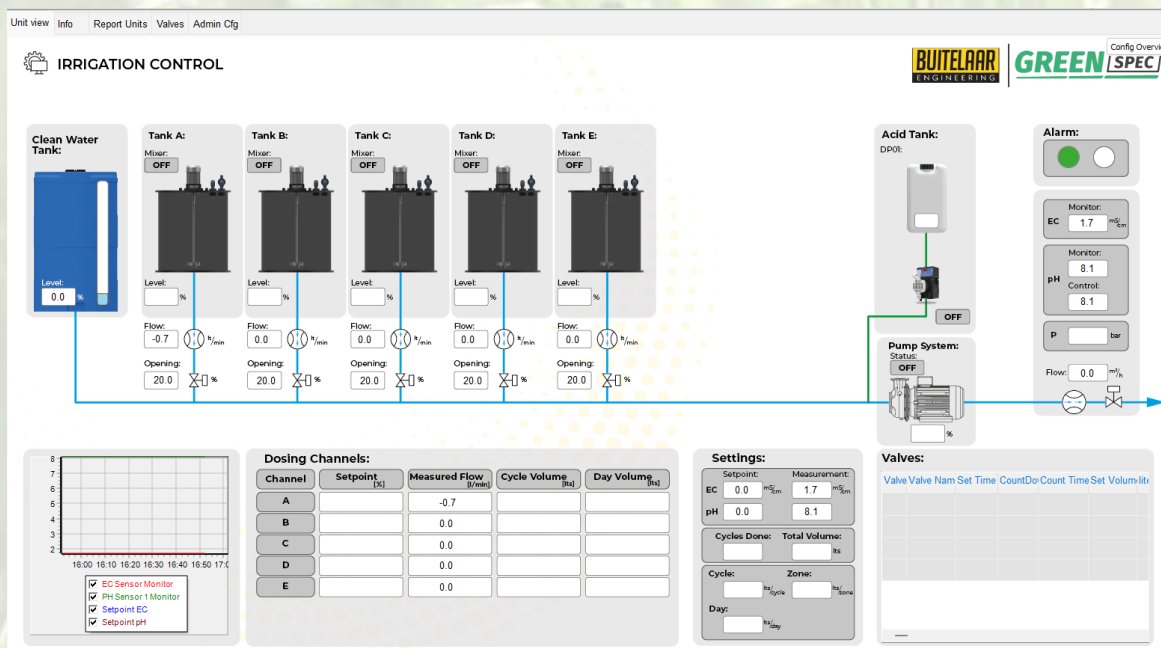 Unit view Info Report Units Valves Admin Cfg
IRRIGATION CONTROL
BUITELAAR
ENGINEERING
GREEN SPEC
Config Overvi
Clean Water
Tank:
Level:
0.0 %
Tank A:
Mixer:
OFF
Level:
%
Flow:
-0.7 lt/min
Opening:
20.0 %
Tank B:
Mixer:
OFF
Level:
%
Flow:
0.0 lt/min
Opening:
20.0 %
Tank C:
Mixer:
OFF
Level:
%
Flow:
0.0 lt/min
Opening:
20.0 %
Tank D:
Mixer:
OFF
Level:
%
Flow:
0.0 lt/min
Opening:
20.0 %
Tank E:
Mixer:
OFF
Level:
%
Flow:
0.0 lt/min
Opening:
20.0 %
Acid Tank:
DP01:
OFF
Pump System:
Status:
OFF
%
Alarm:
Monitor:
EC 1.7 mS/cm
Monitor:
8.1
pH
Control:
8.1
P bar
Flow: 0.0 m³/h
8
7
6
5
4
3
2
16:00 16:10 16:20 16:30 16:40 16:50 17:0
EC Sensor Monitor
PH Sensor 1 Monitor
Setpoint EC
Setpoint pH
Dosing Channels:
Channel Setpoint [%] Measured Flow [l/min] Cycle Volume [lts] Day Volume [lts]
A -0.7
B 0.0
C 0.0
D 0.0
E 0.0
Settings:
Setpoint: Measurement:
EC 0.0 mS/cm 1.7 mS/cm
pH 0.0 8.1
Cycles Done: Total Volume:
lts
Cycle: Zone:
lts/cycle lts/zone
Day:
lts/day
Valves:
Valve Valve Nam Set Time CountDo Count Time Set Volum lite